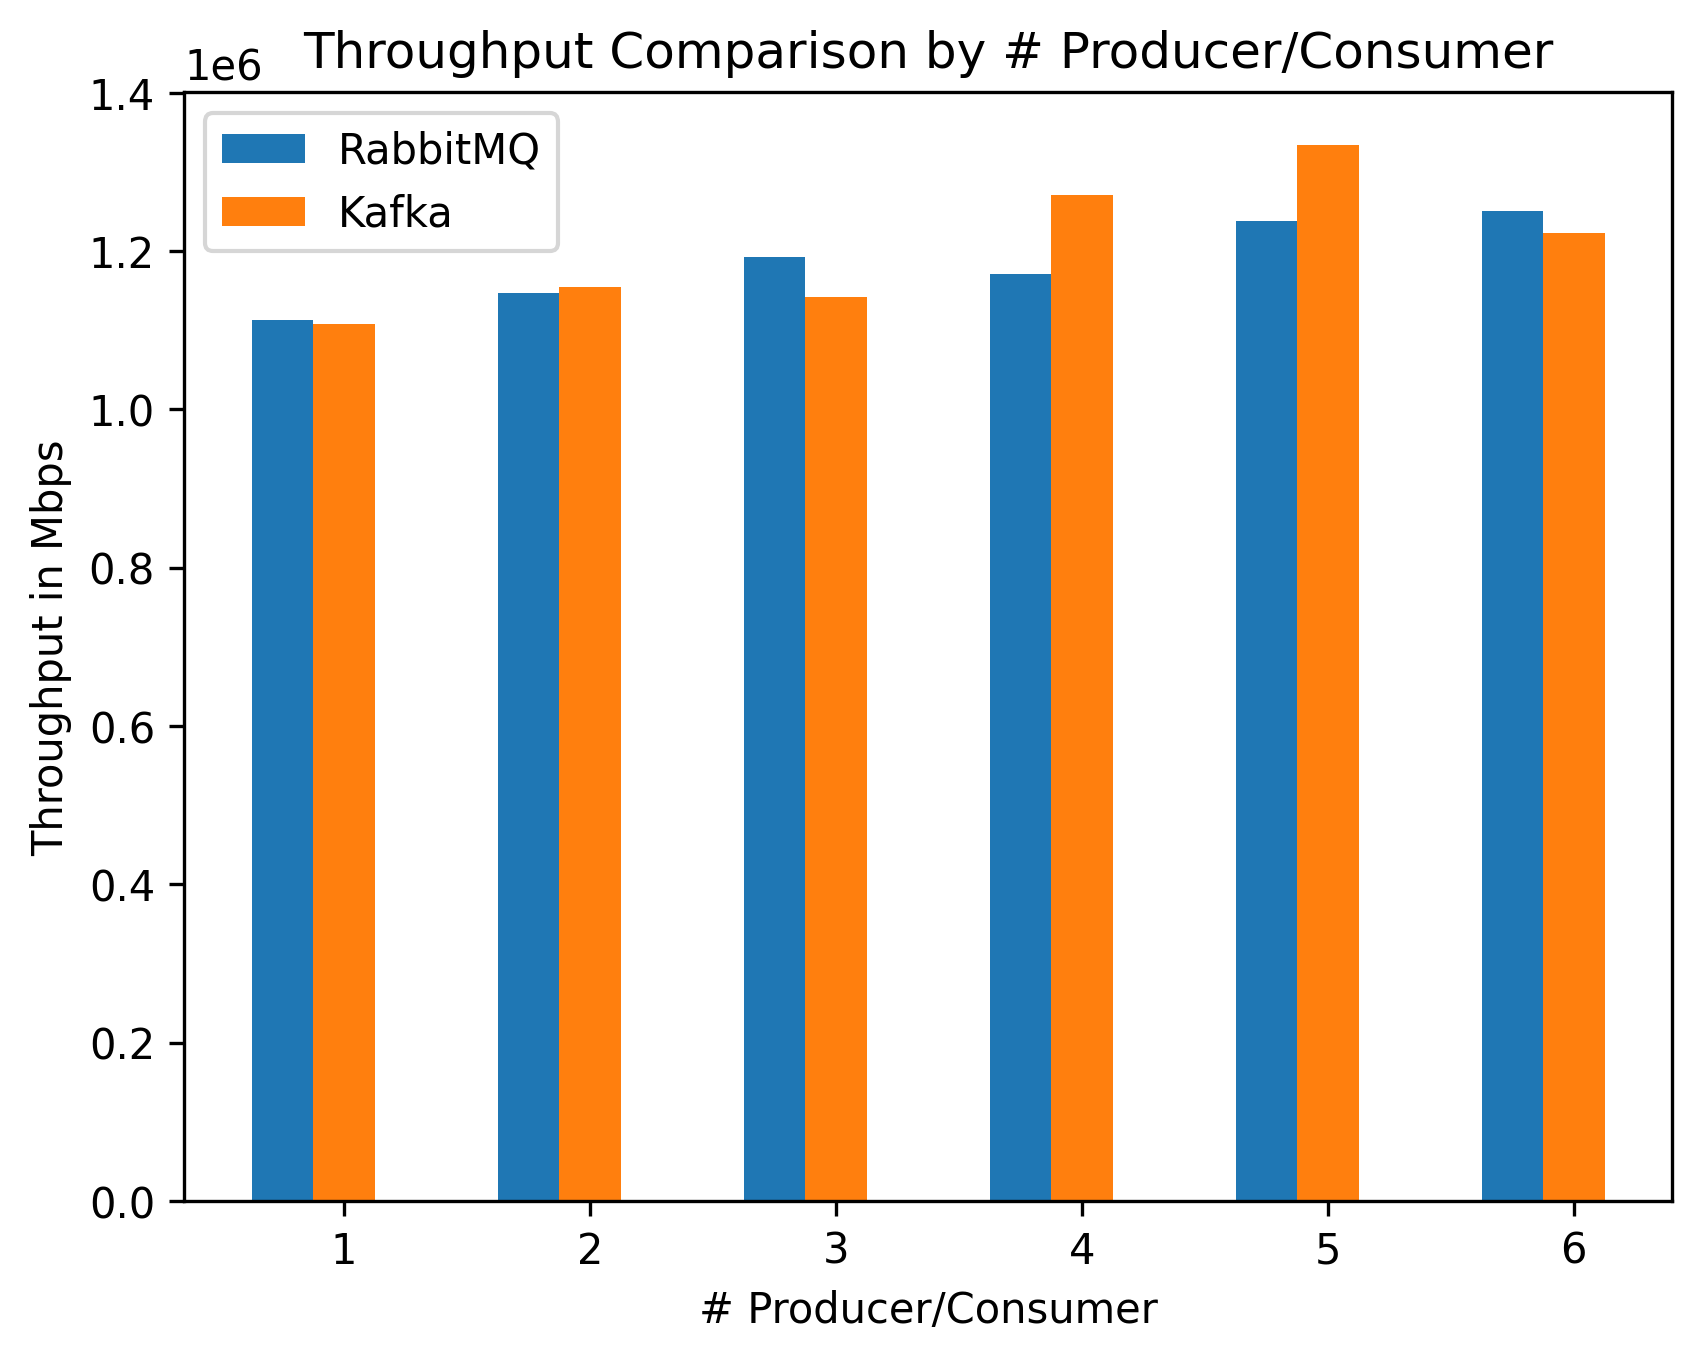 Throughput Comparison by # Producer/Consumer
1e6
1.4
1.2
1.0
0.8
0.6
0.4
0.2
0.0
Throughput in Mbps
RabbitMQ
Kafka
1 2 3 4 5 6
# Producer/Consumer